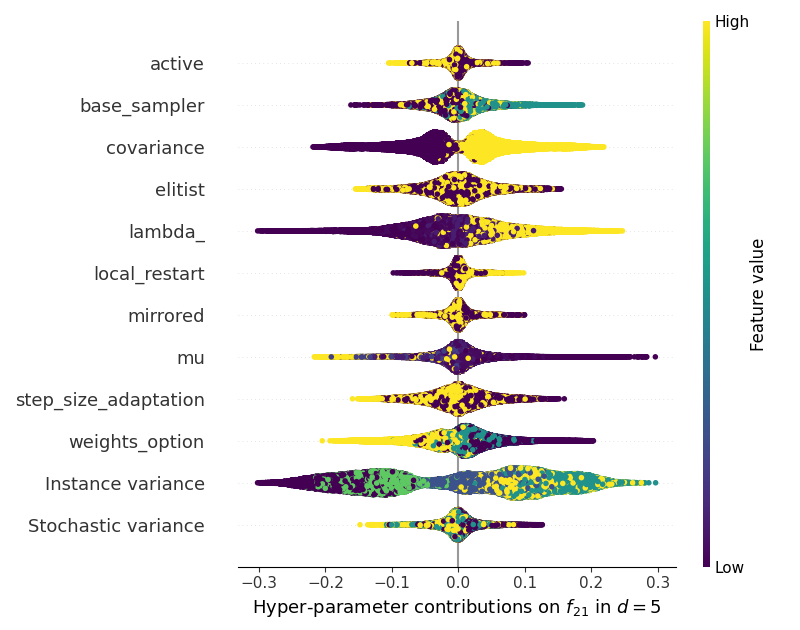 High
active
base_sampler
covariance
elitist
lambda_
local_restart
mirrored
mu
step_size_adaptation
weights_option
Instance variance
Stochastic variance
Feature value
Low
−0.3 −0.2 −0.1 0.0 0.1 0.2 0.3
Hyper-parameter contributions on f₂₁ in d = 5